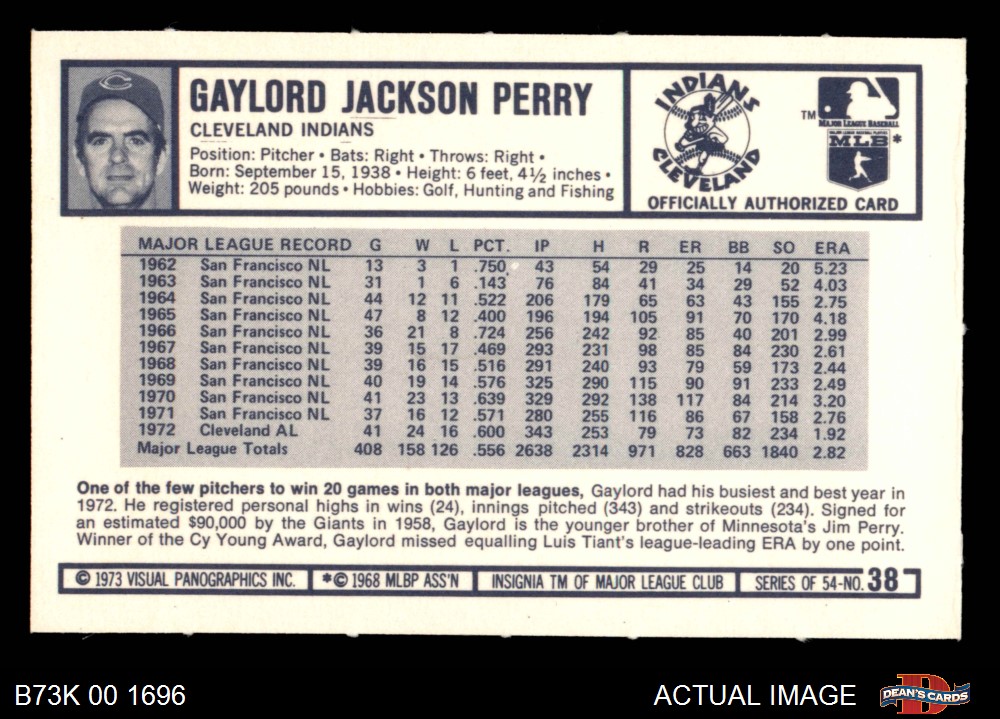 GAYLORD JACKSON PERRY
CLEVELAND INDIANS
Position: Pitcher • Bats: Right • Throws: Right •
Born: September 15, 1938 • Height: 6 feet, 4½ inches •
Weight: 205 pounds • Hobbies: Golf, Hunting and Fishing
INDIANS
CLEVELAND
TM
MAJOR LEAGUE BASEBALL
MLB *
OFFICIALLY AUTHORIZED CARD
MAJOR LEAGUE RECORD G W L PCT. IP H R ER BB SO ERA
1962 San Francisco NL 13 3 1 .750 43 54 29 25 14 20 5.23
1963 San Francisco NL 31 1 6 .143 76 84 41 34 29 52 4.03
1964 San Francisco NL 44 12 11 .522 206 179 65 63 43 155 2.75
1965 San Francisco NL 47 8 12 .400 196 194 105 91 70 170 4.18
1966 San Francisco NL 36 21 8 .724 256 242 92 85 40 201 2.99
1967 San Francisco NL 39 15 17 .469 293 231 98 85 84 230 2.61
1968 San Francisco NL 39 16 15 .516 291 240 93 79 59 173 2.44
1969 San Francisco NL 40 19 14 .576 325 290 115 90 91 233 2.49
1970 San Francisco NL 41 23 13 .639 329 292 138 117 84 214 3.20
1971 San Francisco NL 37 16 12 .571 280 255 116 86 67 158 2.76
1972 Cleveland AL 41 24 16 .600 343 253 79 73 82 234 1.92
Major League Totals 408 158 126 .556 2638 2314 971 828 663 1840 2.82
One of the few pitchers to win 20 games in both major leagues, Gaylord had his busiest and best year in
1972. He registered personal highs in wins (24), innings pitched (343) and strikeouts (234). Signed for
an estimated $90,000 by the Giants in 1958, Gaylord is the younger brother of Minnesota's Jim Perry.
Winner of the Cy Young Award, Gaylord missed equalling Luis Tiant's league-leading ERA by one point.
© 1973 VISUAL PANOGRAPHICS INC. *© 1968 MLBP ASS'N INSIGNIA TM OF MAJOR LEAGUE CLUB SERIES OF 54-NO. 38
B73K 00 1696
ACTUAL IMAGE
DEAN'S CARDS